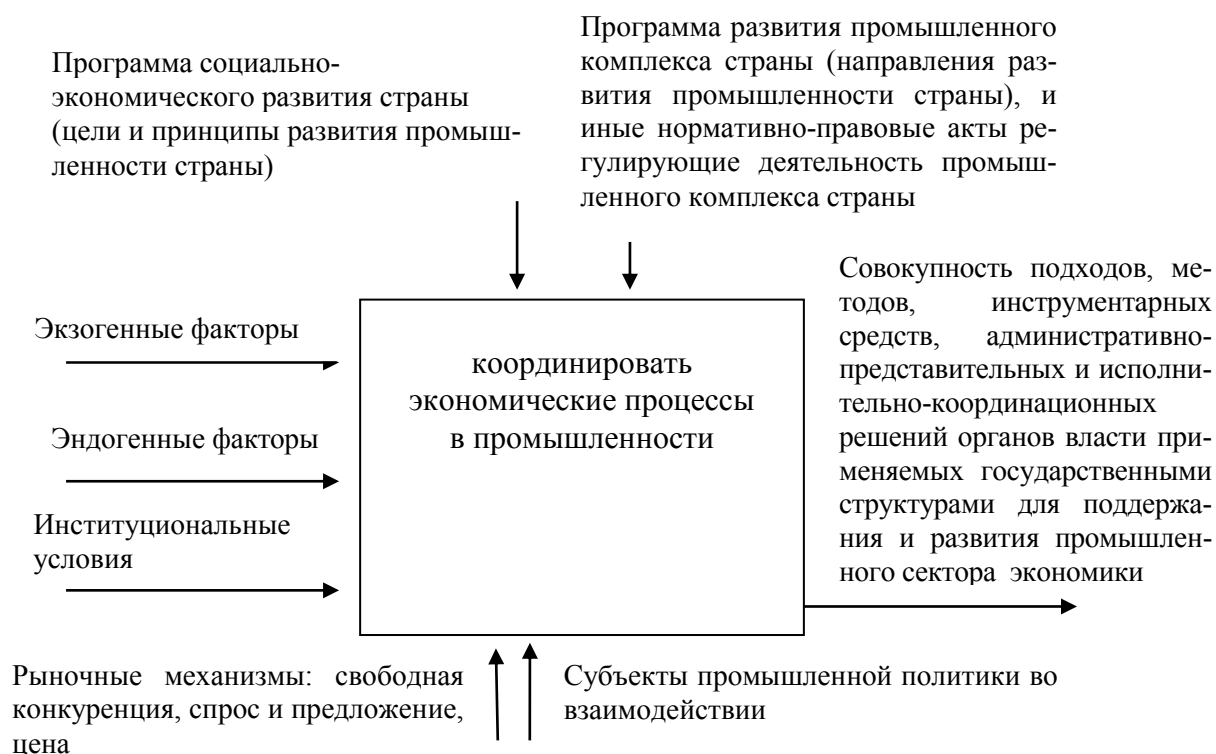 Программа социально-
экономического развития страны
(цели и принципы развития промыш-
ленности страны)
Программа развития промышленного
комплекса страны (направления раз-
вития промышленности страны), и
иные нормативно-правовые акты ре-
гулирующие деятельность промыш-
ленного комплекса страны
Экзогенные факторы
Эндогенные факторы
Институциональные
условия
координировать
экономические процессы
в промышленности
Совокупность подходов, ме-
тодов, инструментарных
средств, административно-
представительных и исполни-
тельно-координационных
решений органов власти при-
меняемых государственными
структурами для поддержа-
ния и развития промышлен-
ного сектора экономики
Рыночные механизмы: свободная
конкуренция, спрос и предложение,
цена
Субъекты промышленной политики во
взаимодействии